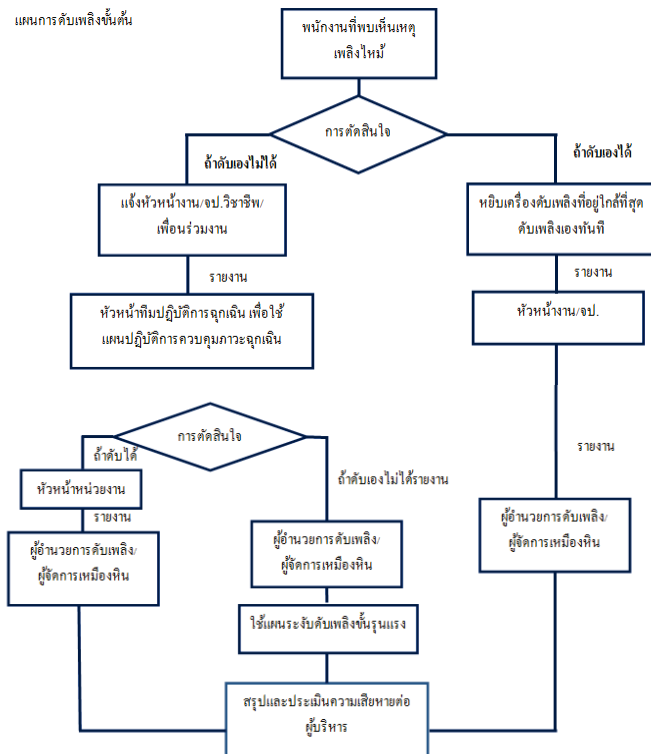 แผนการดับเพลิงขั้นต้น
พนักงานที่พบเห็นเหตุ
เพลิงไหม้
การตัดสินใจ
ถ้าดับเองไม่ได้
ถ้าดับเองได้
แจ้งหัวหน้างาน/จป.วิชาชีพ/
เพื่อนร่วมงาน
หยิบเครื่องดับเพลิงที่อยู่ใกล้ที่สุด
ดับเพลิงเองทันที
รายงาน
รายงาน
หัวหน้าทีมปฏิบัติการฉุกเฉิน เพื่อใช้
แผนปฏิบัติการควบคุมภาวะฉุกเฉิน
หัวหน้างาน/จป.
การตัดสินใจ
ถ้าดับได้
รายงาน
ถ้าดับเองไม่ได้รายงาน
หัวหน้าหน่วยงาน
รายงาน
ผู้อำนวยการดับเพลิง/
ผู้จัดการเหมืองหิน
ผู้อำนวยการดับเพลิง/
ผู้จัดการเหมืองหิน
ผู้อำนวยการดับเพลิง/
ผู้จัดการเหมืองหิน
ใช้แผนระงับดับเพลิงขั้นรุนแรง
สรุปและประเมินความเสียหายต่อ
ผู้บริหาร